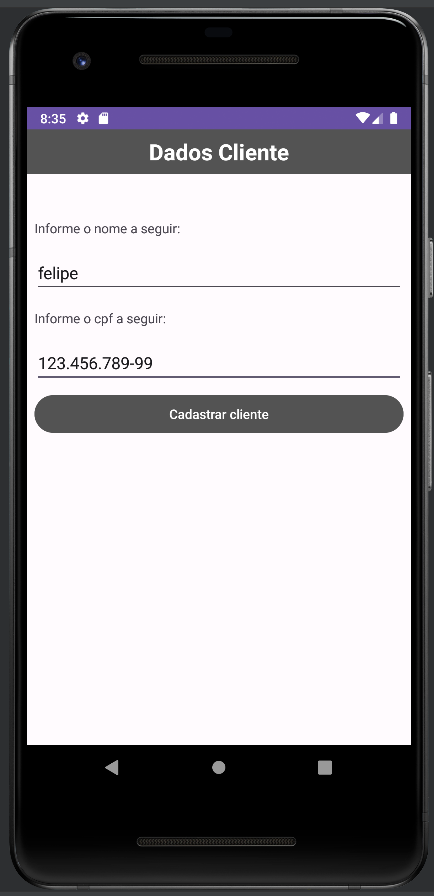 8:35
Dados Cliente
Informe o nome a seguir:
felipe
Informe o cpf a seguir:
123.456.789-99
Cadastrar cliente